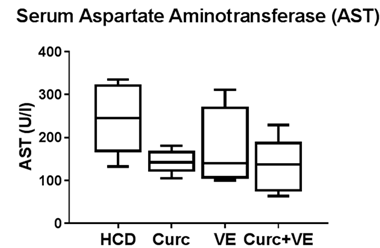 Serum Aspartate Aminotransferase (AST)
AST (U/l)
400
300
200
100
0
HCD Curc VE Curc+VE